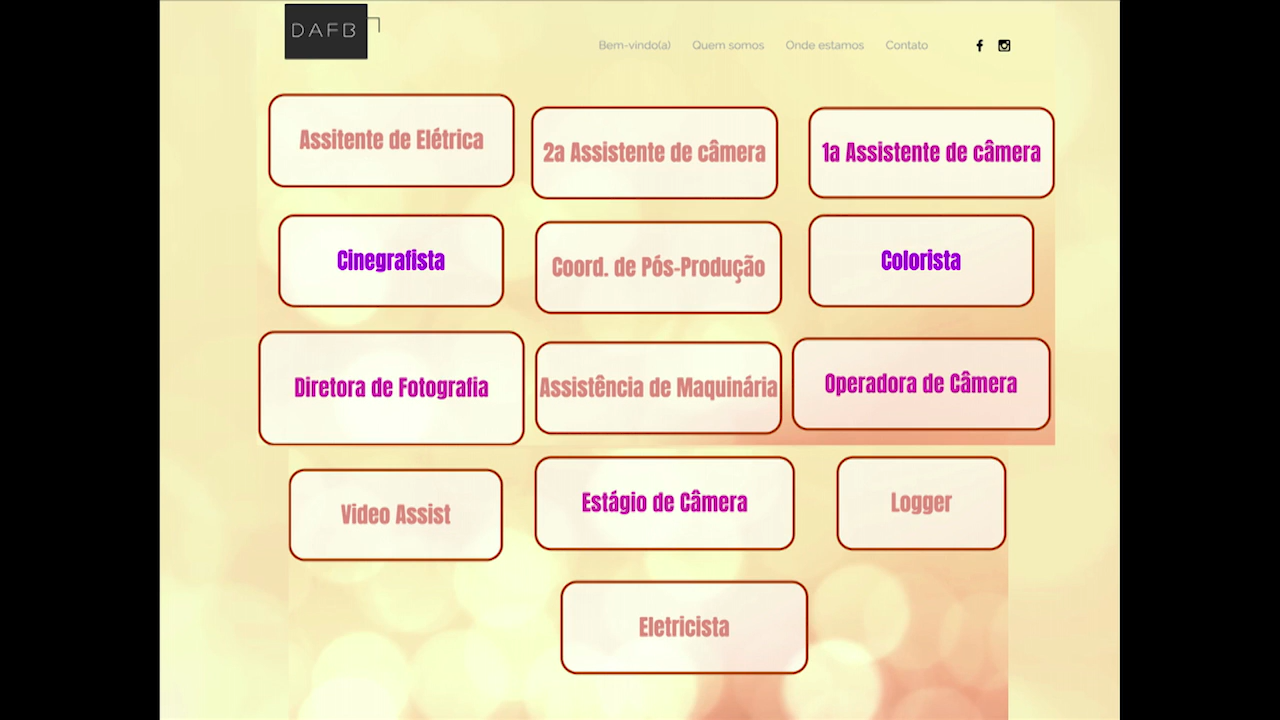 DAFB
Bem-vindo(a) Quem somos Onde estamos Contato
Assitente de Elétrica
2a Assistente de câmera
1a Assistente de câmera
Cinegrafista
Coord. de Pós-Produção
Colorista
Diretora de Fotografia
Assistência de Maquinária
Operadora de Câmera
Video Assist
Estágio de Câmera
Logger
Eletricista